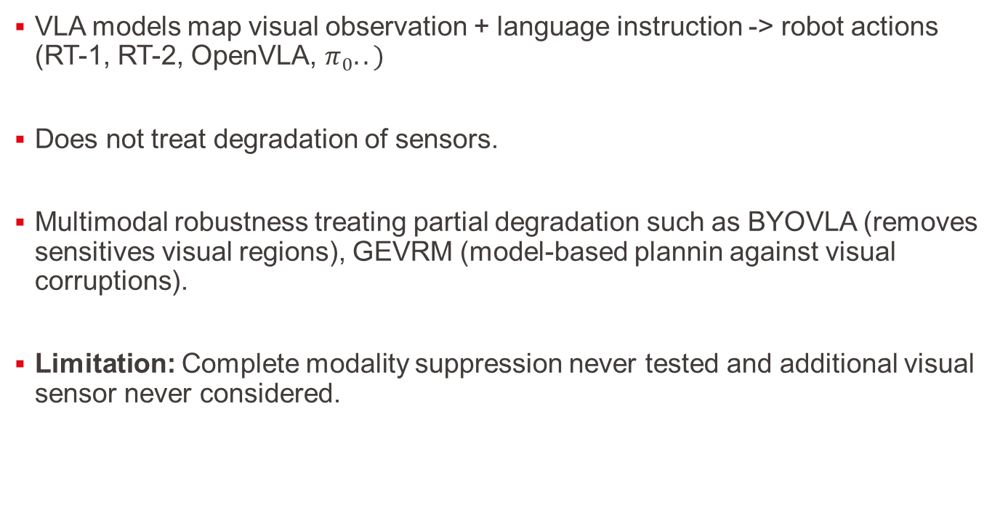 ▪ VLA models map visual observation + language instruction -> robot actions
(RT-1, RT-2, OpenVLA, π₀..)
▪ Does not treat degradation of sensors.
▪ Multimodal robustness treating partial degradation such as BYOVLA (removes
sensitives visual regions), GEVRM (model-based plannin against visual
corruptions).
▪ Limitation: Complete modality suppression never tested and additional visual
sensor never considered.